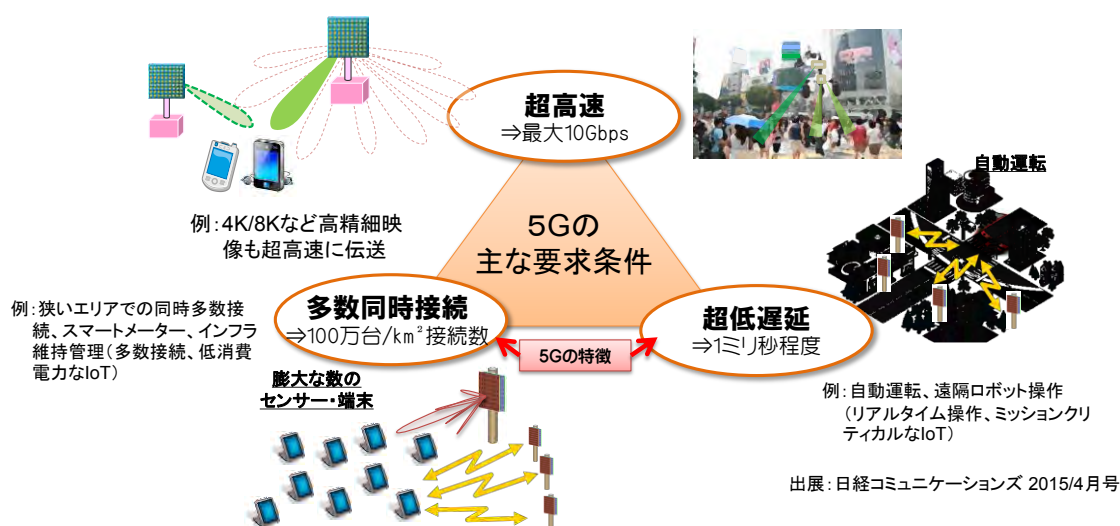 超高速
⇒最大10Gbps
自動運転
例：4K/8Kなど高精細映
像も超高速に伝送
5Gの
主な要求条件
例：狭いエリアでの同時多数接
続、スマートメーター、インフラ
維持管理（多数接続、低消費
電力なIoT）
多数同時接続
⇒100万台/km²接続数
超低遅延
⇒1ミリ秒程度
5Gの特徴
膨大な数の
センサー・端末
例：自動運転、遠隔ロボット操作
（リアルタイム操作、ミッションクリ
ティカルなIoT）
出展：日経コミュニケーションズ 2015/4月号